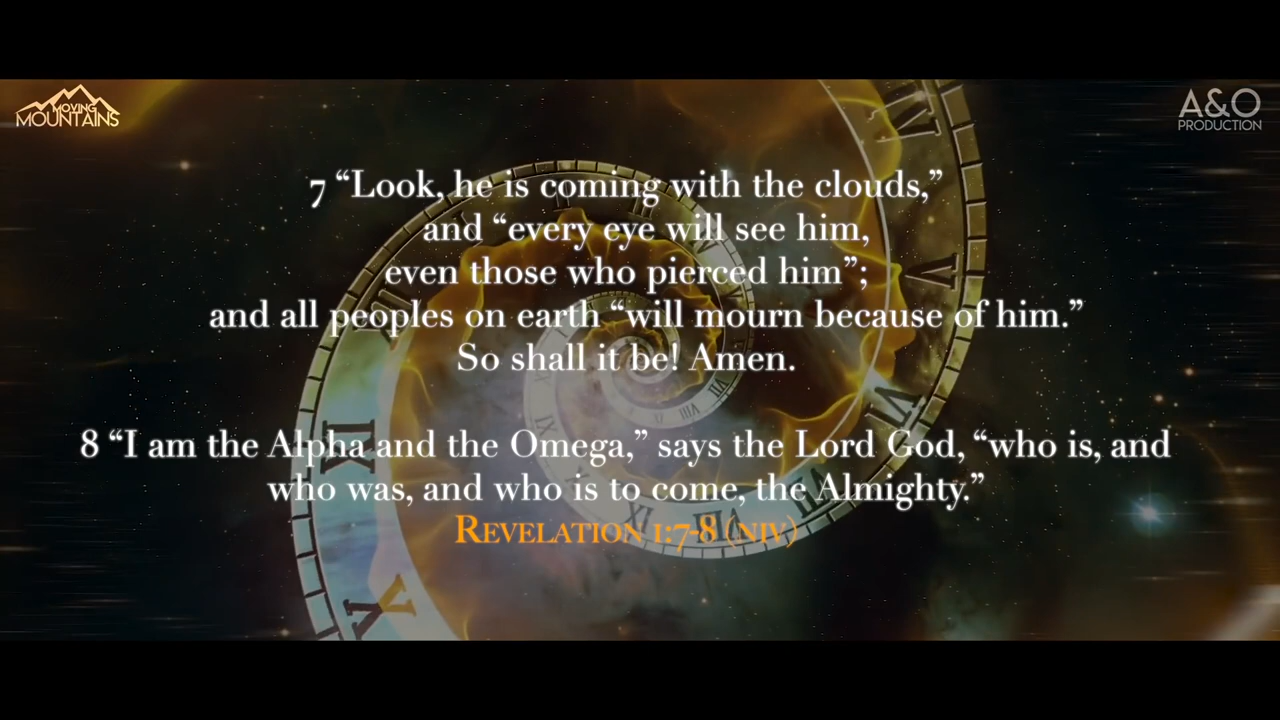 MOVING
MOUNTAINS
A&O
PRODUCTION
7 “Look, he is coming with the clouds,”
and “every eye will see him,
even those who pierced him”;
and all peoples on earth “will mourn because of him.”
So shall it be! Amen.
8 “I am the Alpha and the Omega,” says the Lord God, “who is, and
who was, and who is to come, the Almighty.”
REVELATION 1:7-8 (NIV)